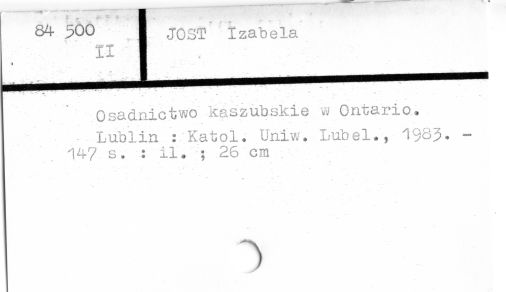 84 500
II
JOST Izabela
Osadnictwo kaszubskie w Ontario.
Lublin : Katol. Uniw. Lubel., 1983. -
147 s. : il. ; 26 cm